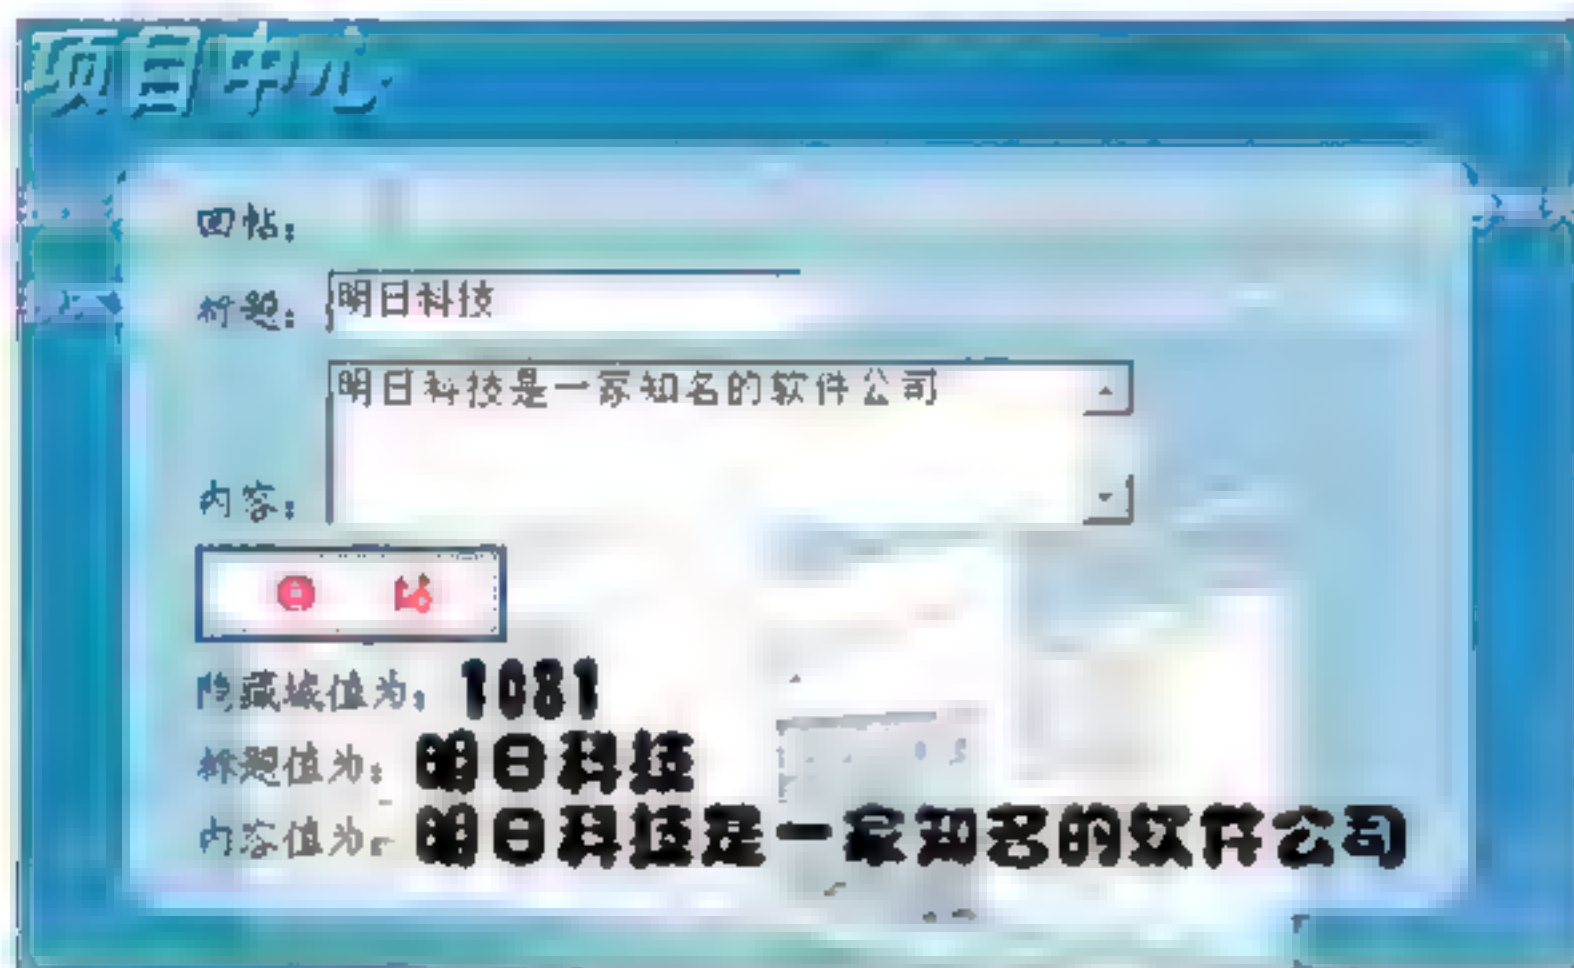 项目中心
回帖：
标题： 明日科技
明日科技是一家知名的软件公司
内容：
回帖
隐藏域值为： 1081
标题值为： 明日科技
内容值为： 明日科技是一家知名的软件公司